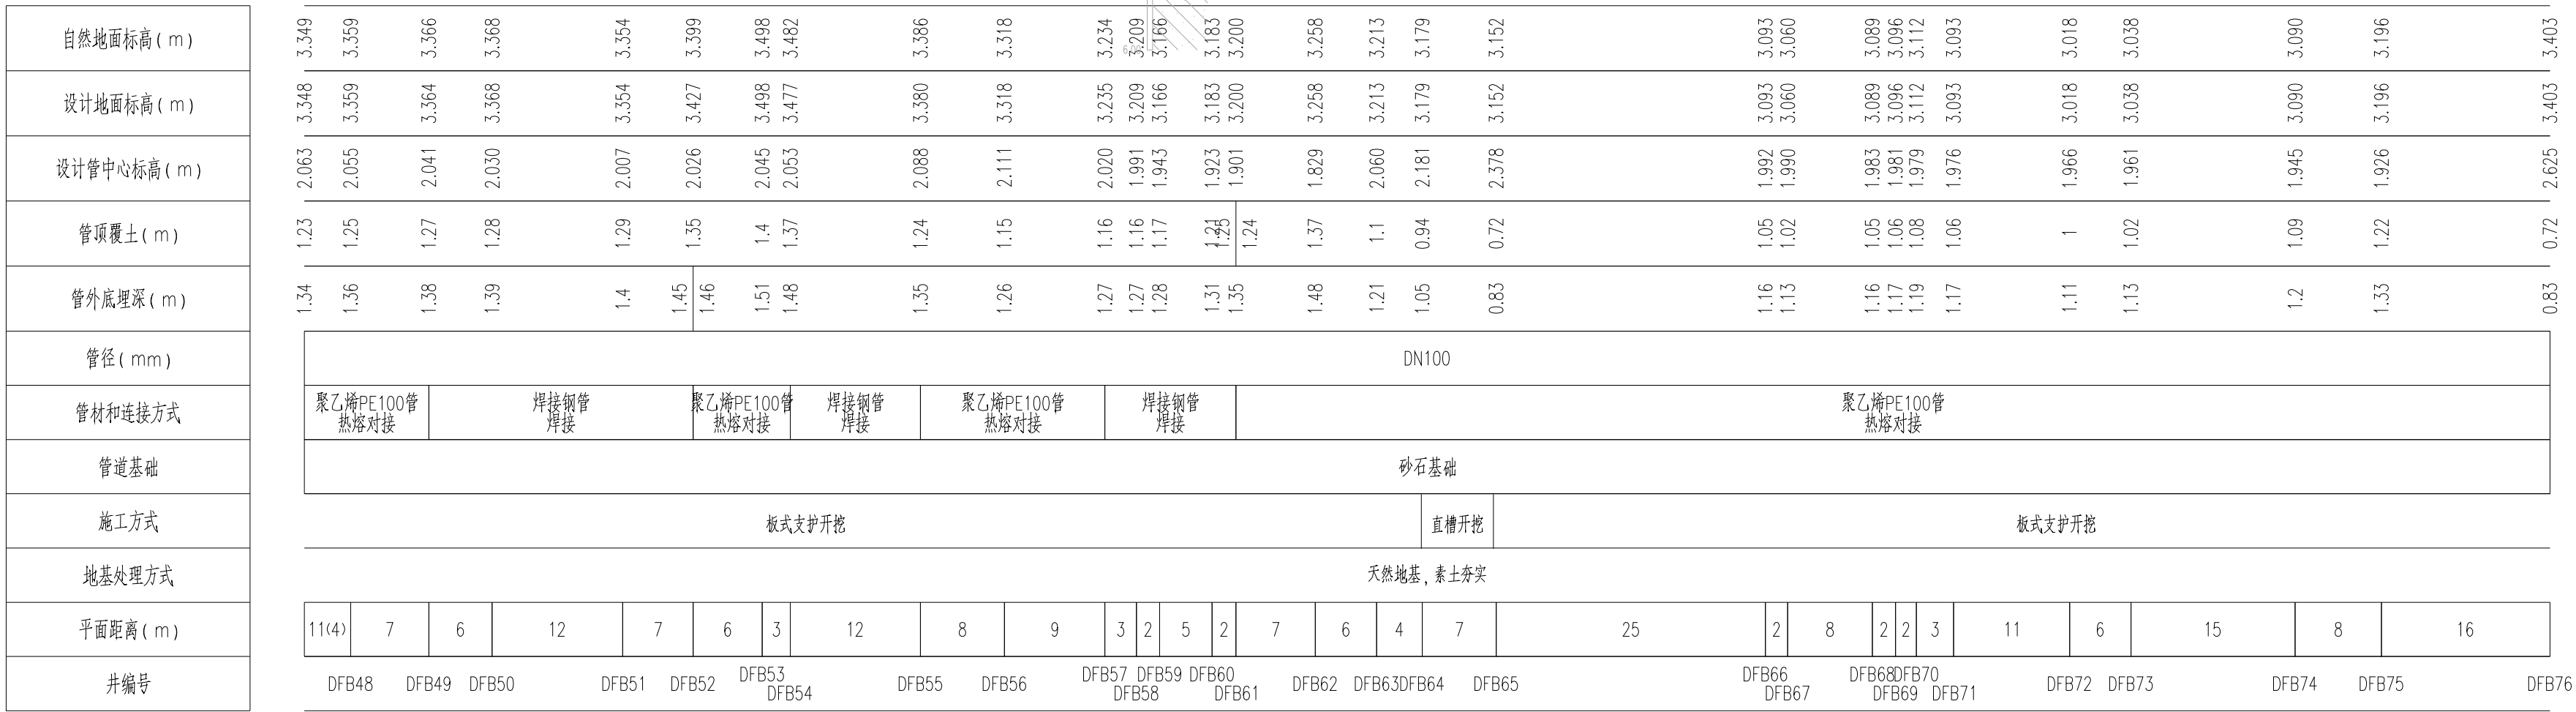 自然地面标高(m) 3.349 3.359 3.366 3.368 3.354 3.399 3.498 3.482 3.386 3.318 3.234 3.209 3.166 3.183 3.200 3.258 3.213 3.179 3.152 3.093 3.060 3.089 3.096 3.112 3.093 3.018 3.038 3.090 3.196 3.403
设计地面标高(m) 3.348 3.359 3.364 3.368 3.354 3.427 3.498 3.477 3.380 3.318 3.235 3.209 3.166 3.183 3.200 3.258 3.213 3.179 3.152 3.093 3.060 3.089 3.096 3.112 3.093 3.018 3.038 3.090 3.196 3.403
设计管中心标高(m) 2.063 2.055 2.041 2.030 2.007 2.026 2.045 2.053 2.088 2.111 2.020 1.991 1.943 1.923 1.901 1.829 2.060 2.181 2.378 1.992 1.990 1.983 1.981 1.979 1.976 1.966 1.961 1.945 1.926 2.625
管顶覆土(m) 1.23 1.25 1.27 1.28 1.29 1.35 1.4 1.37 1.24 1.15 1.16 1.16 1.17 1.21 1.25 1.24 1.37 1.1 0.94 0.72 1.05 1.02 1.05 1.06 1.08 1.06 1 1.02 1.09 1.22 0.72
管外底埋深(m) 1.34 1.36 1.38 1.39 1.4 1.45 1.46 1.51 1.48 1.35 1.26 1.27 1.27 1.28 1.31 1.35 1.48 1.21 1.05 0.83 1.16 1.13 1.16 1.17 1.19 1.17 1.11 1.13 1.2 1.33 0.83
管径(mm) DN100
管材和连接方式
聚乙烯PE100管
热熔对接
焊接钢管
焊接
聚乙烯PE100管
热熔对接
焊接钢管
焊接
聚乙烯PE100管
热熔对接
焊接钢管
焊接
聚乙烯PE100管
热熔对接
管道基础 砂石基础
施工方式 板式支护开挖 直槽开挖 板式支护开挖
地基处理方式 天然地基,素土夯实
平面距离(m) 11(4) 7 6 12 7 6 3 12 8 9 3 2 5 2 7 6 4 7 25 2 8 2 2 3 11 6 15 8 16
井编号 DFB48 DFB49 DFB50 DFB51 DFB52 DFB53 DFB54 DFB55 DFB56 DFB57 DFB58 DFB59 DFB60 DFB61 DFB62 DFB63 DFB64 DFB65 DFB66 DFB67 DFB68 DFB69 DFB70 DFB71 DFB72 DFB73 DFB74 DFB75 DFB76